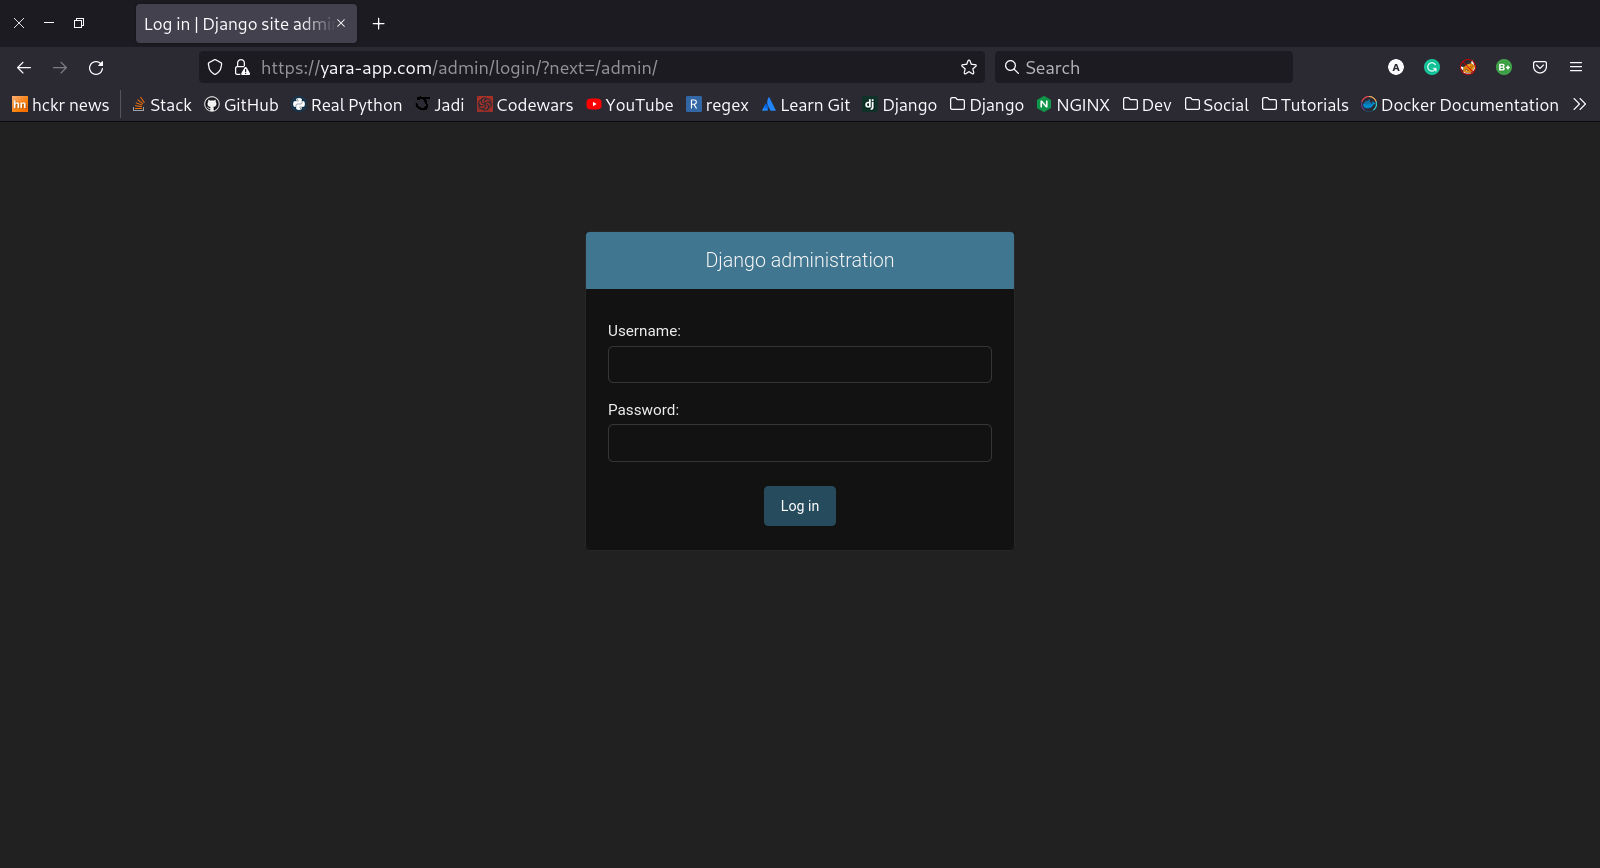 Log in | Django site admi
https://yara-app.com/admin/login/?next=/admin/
Search
hn hckr news Stack GitHub Real Python Jadi Codewars YouTube R regex Learn Git dj Django Django NGINX Dev Social Tutorials Docker Documentation
Django administration
Username:
Password:
Log in